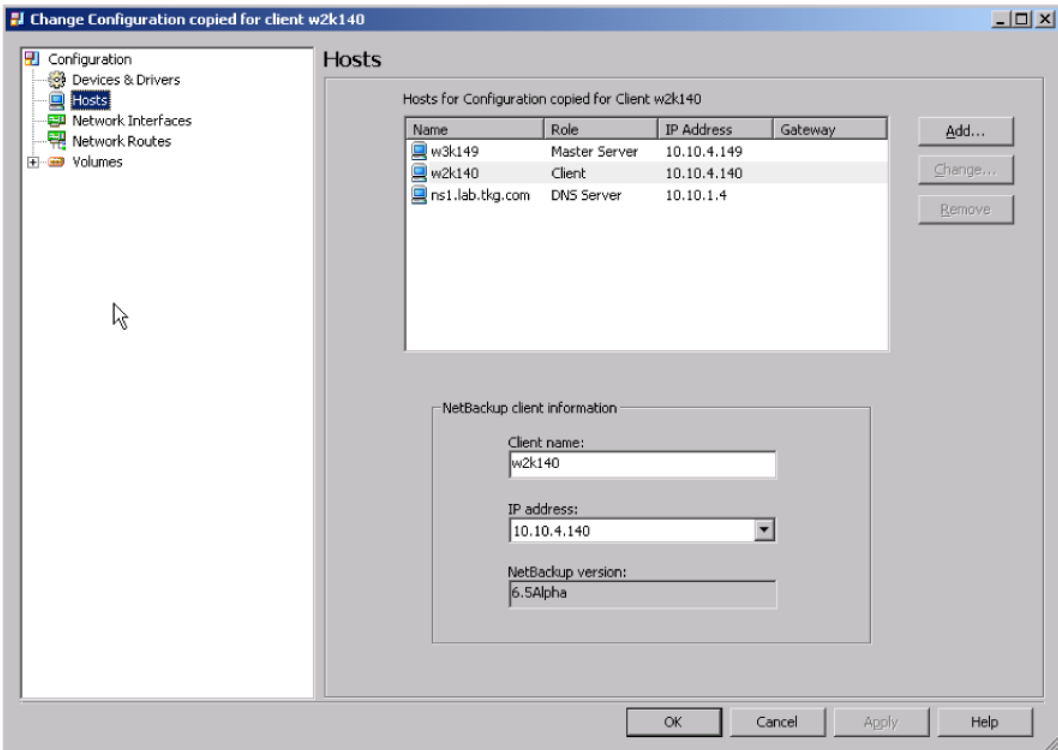 Change Configuration copied for client w2k140
Configuration
Devices & Drivers
Hosts
Network Interfaces
Network Routes
Volumes
Hosts
Hosts for Configuration copied for Client w2k140
Name Role IP Address Gateway
w3k149 Master Server 10.10.4.149
w2k140 Client 10.10.4.140
ns1.lab.tkg.com DNS Server 10.10.1.4
Add...
Change...
Remove
NetBackup client information
Client name:
w2k140
IP address:
10.10.4.140
NetBackup version:
6.5Alpha
OK Cancel Apply Help